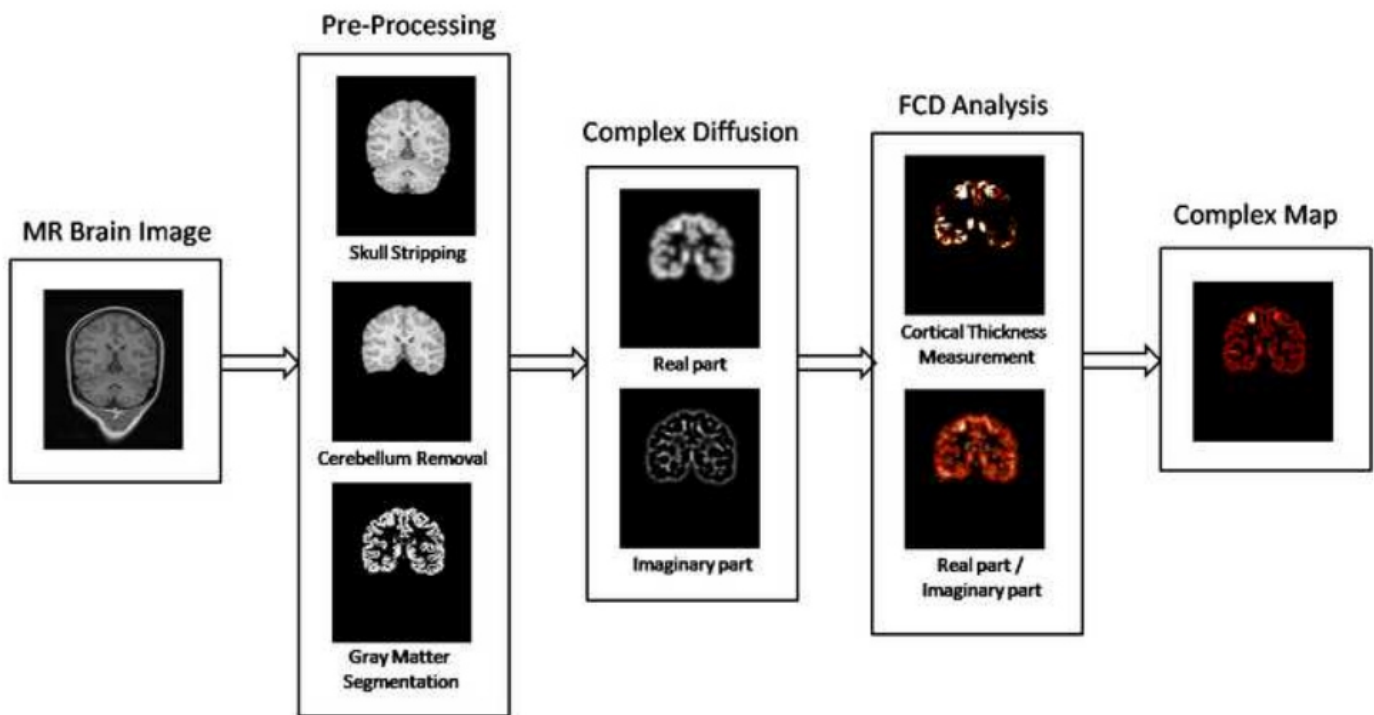 MR Brain Image
Pre-Processing
Skull Stripping
Cerebellum Removal
Gray Matter
Segmentation
Complex Diffusion
Real part
Imaginary part
FCD Analysis
Cortical Thickness
Measurement
Real part /
Imaginary part
Complex Map